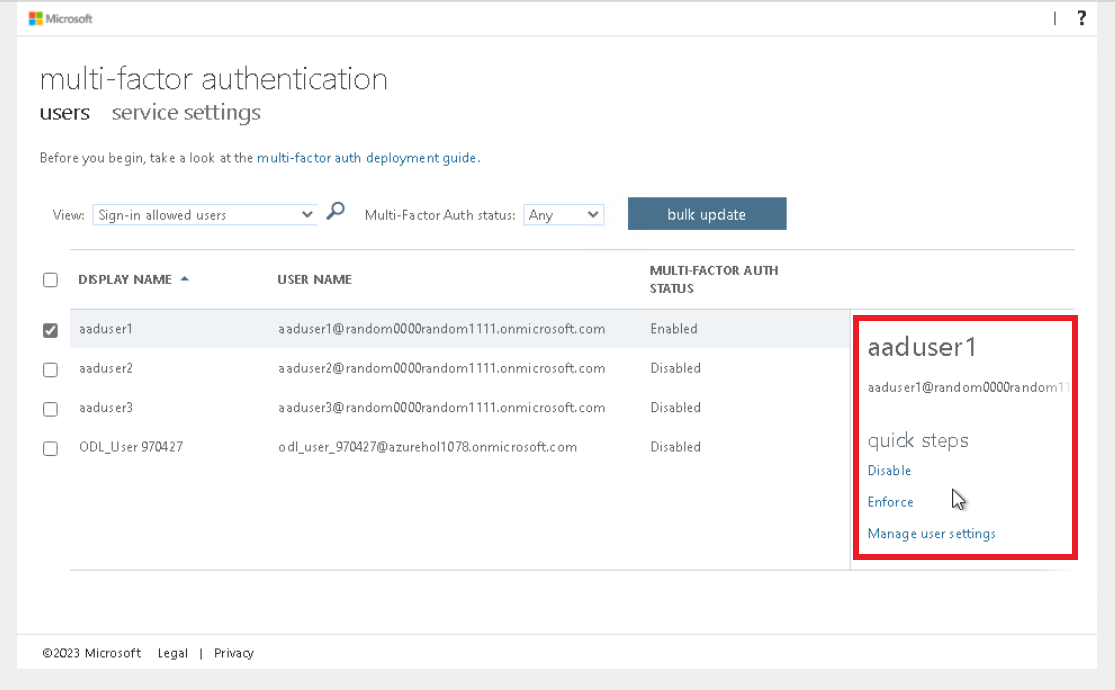 Microsoft | ?
multi-factor authentication
users service settings
Before you begin, take a look at the multi-factor auth deployment guide.
View: Sign-in allowed users Multi-Factor Auth status: Any bulk update
DISPLAY NAME USER NAME MULTI-FACTOR AUTH STATUS
aaduser1 aaduser1@random0000random1111.onmicrosoft.com Enabled
aaduser2 aaduser2@random0000random1111.onmicrosoft.com Disabled
aaduser3 aaduser3@random0000random1111.onmicrosoft.com Disabled
ODL_User 970427 odl_user_970427@azurehol1078.onmicrosoft.com Disabled
aaduser1
aaduser1@random0000random11
quick steps
Disable
Enforce
Manage user settings
©2023 Microsoft Legal | Privacy